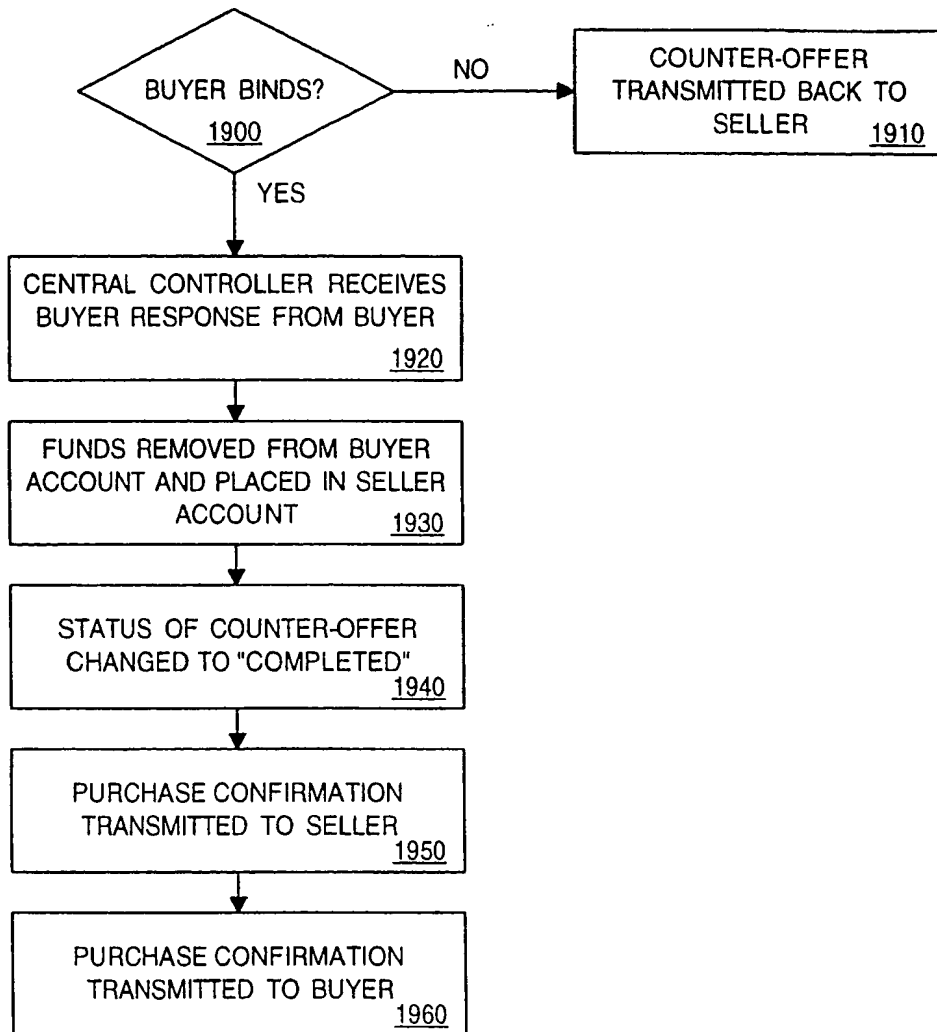 BUYER BINDS?
1900
NO
COUNTER-OFFER
TRANSMITTED BACK TO
SELLER
1910
YES
CENTRAL CONTROLLER RECEIVES
BUYER RESPONSE FROM BUYER
1920
FUNDS REMOVED FROM BUYER
ACCOUNT AND PLACED IN SELLER
ACCOUNT
1930
STATUS OF COUNTER-OFFER
CHANGED TO "COMPLETED"
1940
PURCHASE CONFIRMATION
TRANSMITTED TO SELLER
1950
PURCHASE CONFIRMATION
TRANSMITTED TO BUYER
1960